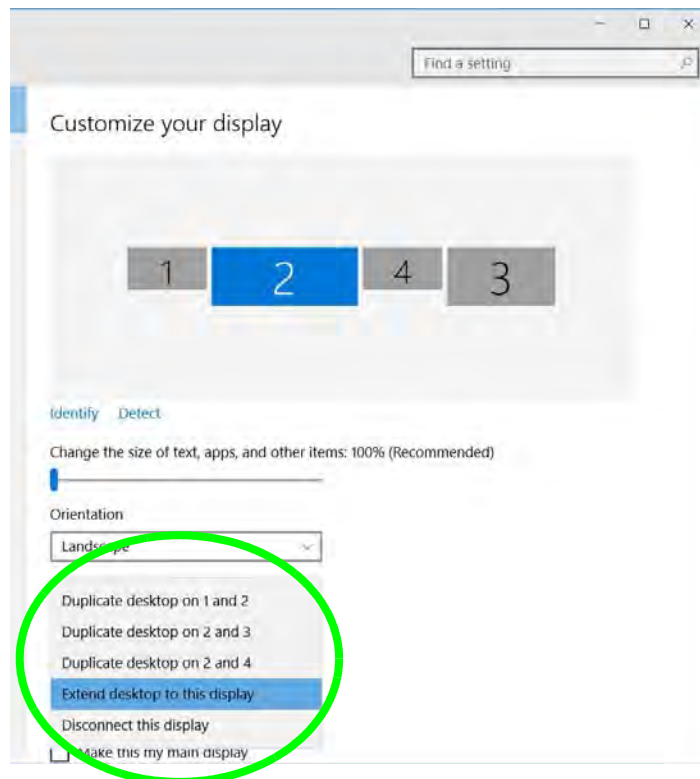 Find a setting
Customize your display
1 2 4 3
Identify Detect
Change the size of text, apps, and other items: 100% (Recommended)
Orientation
Landscape
Duplicate desktop on 1 and 2
Duplicate desktop on 2 and 3
Duplicate desktop on 2 and 4
Extend desktop to this display
Disconnect this display
Make this my main display